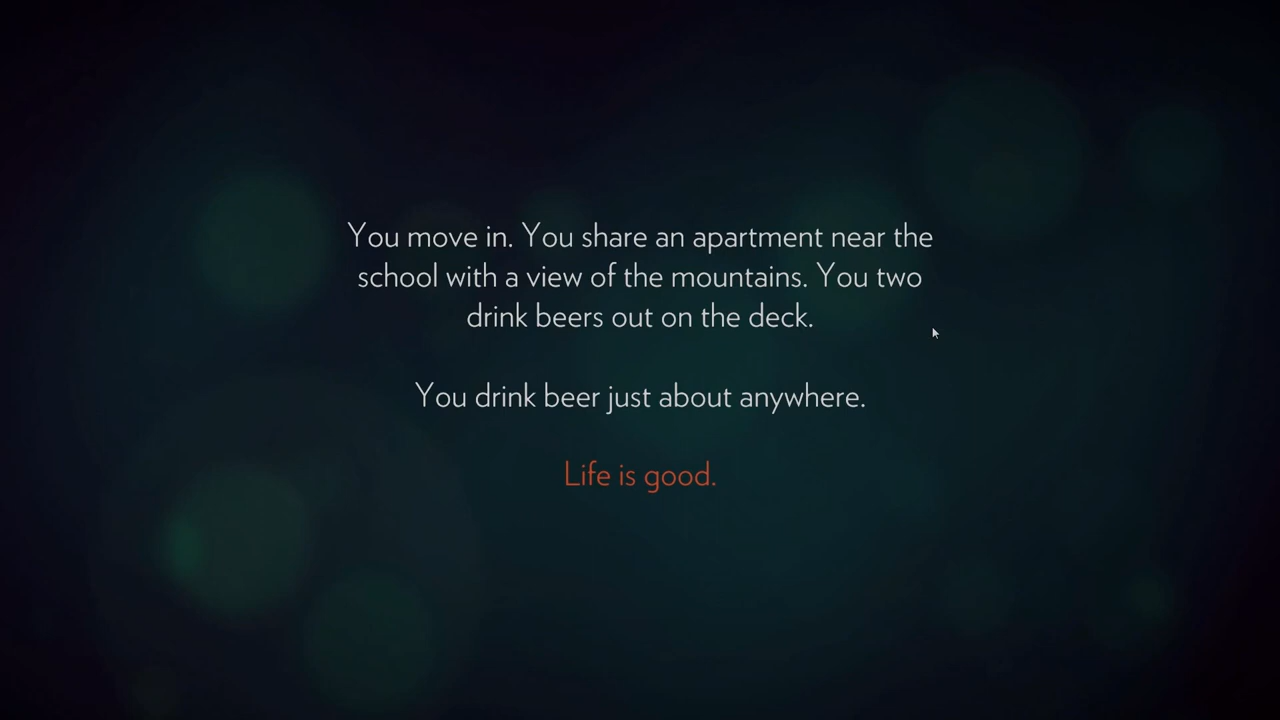 You move in. You share an apartment near the
school with a view of the mountains. You two
drink beers out on the deck.
You drink beer just about anywhere.
Life is good.